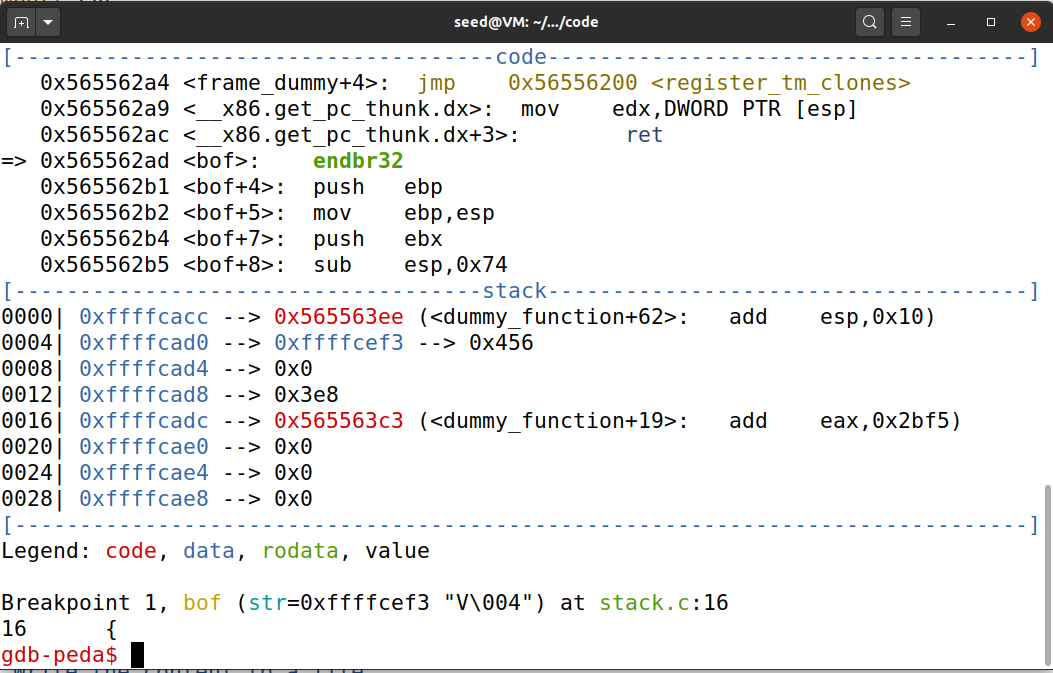 seed@VM: ~/.../code
[-------------------------------------code-------------------------------------]
   0x565562a4 <frame_dummy+4>:  jmp    0x56556200 <register_tm_clones>
   0x565562a9 <__x86.get_pc_thunk.dx>:  mov    edx,DWORD PTR [esp]
   0x565562ac <__x86.get_pc_thunk.dx+3>:        ret
=> 0x565562ad <bof>:    endbr32
   0x565562b1 <bof+4>:  push   ebp
   0x565562b2 <bof+5>:  mov    ebp,esp
   0x565562b4 <bof+7>:  push   ebx
   0x565562b5 <bof+8>:  sub    esp,0x74
[------------------------------------stack-------------------------------------]
0000| 0xffffcacc --> 0x565563ee (<dummy_function+62>:   add    esp,0x10)
0004| 0xffffcad0 --> 0xffffcef3 --> 0x456
0008| 0xffffcad4 --> 0x0
0012| 0xffffcad8 --> 0x3e8
0016| 0xffffcadc --> 0x565563c3 (<dummy_function+19>:   add    eax,0x2bf5)
0020| 0xffffcae0 --> 0x0
0024| 0xffffcae4 --> 0x0
0028| 0xffffcae8 --> 0x0
[------------------------------------------------------------------------------]
Legend: code, data, rodata, value
Breakpoint 1, bof (str=0xffffcef3 "V\004") at stack.c:16
16      {
gdb-peda$